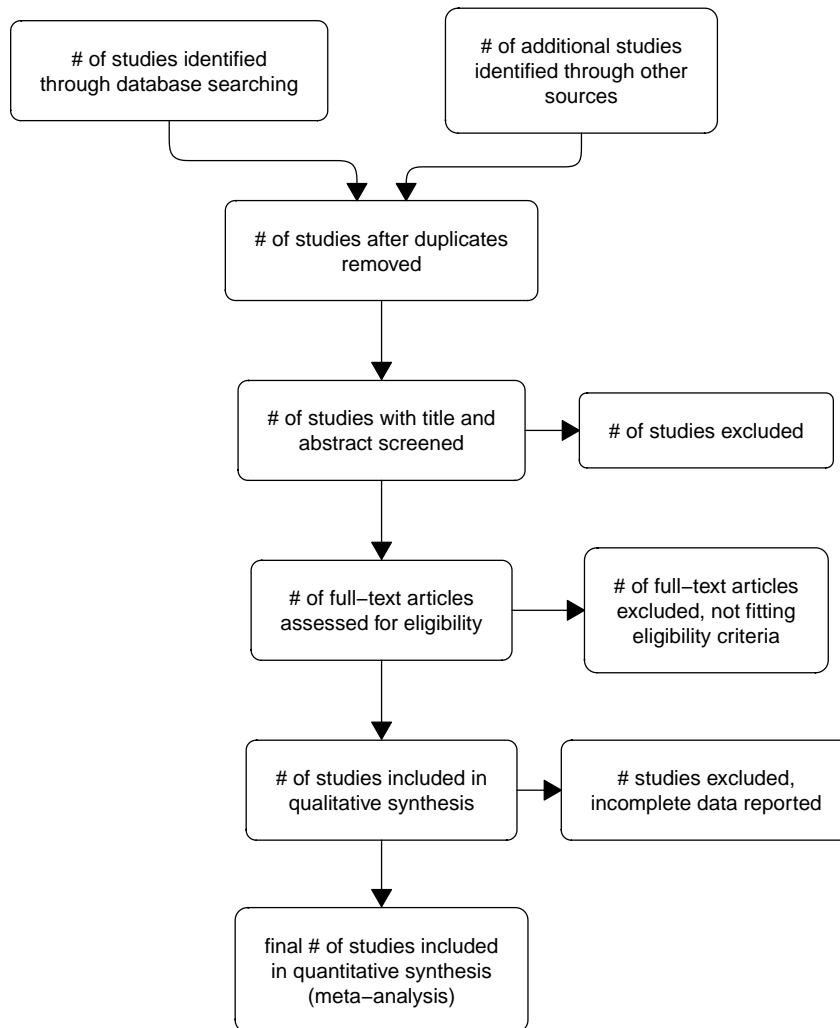 # of studies identified
through database searching
# of additional studies
identified through other
sources
# of studies after duplicates
removed
# of studies with title and
abstract screened
# of studies excluded
# of full−text articles
assessed for eligibility
# of full−text articles
excluded, not fitting
eligibility criteria
# of studies included in
qualitative synthesis
# studies excluded,
incomplete data reported
final # of studies included
in quantitative synthesis
(meta−analysis)